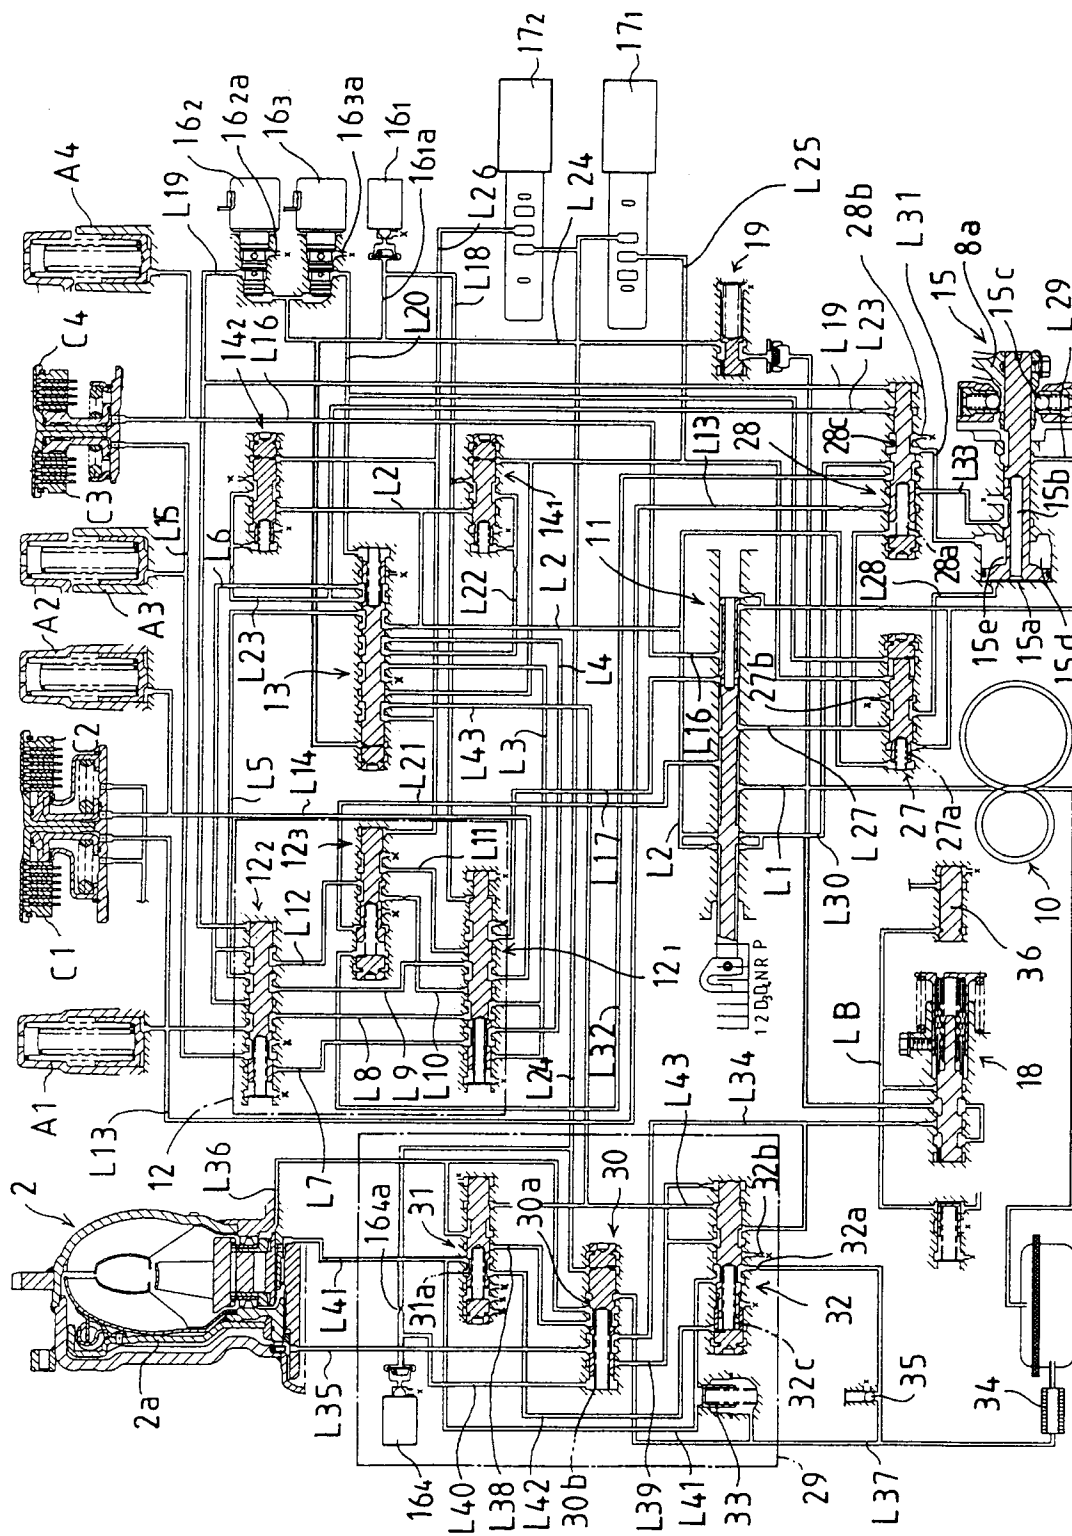 2
2a
A1
L13
12
L36
L7
C1
C2
A2
A3
L15
C3
C4
A4
L19
16₂
16₂a
16₃
16₃a
16₁
16₁a
L26
L18
17₂
17₁
L24
L25
14₂
L16
L20
L6
L23
L5
L14
12₂
L12
12₃
L21
L11
13
L2
14₁
L22
L2
L4
L3
L43
L8
L9
L10
L24
12₁
L17
L32
16₄
16₄a
L41
L35
31
31a
30a
30
L40
L38
L42
30b
L39
L41
33
29
L43
L34
32b
32a
32
32c
35
L37
34
19
L13
28
28c
L19
L23
28b
L31
15
8a
15c
L29
L33
15b
15a
15e
15d
28a
L28
11
L16
L2
L1
L30
L27
27b
27
27a
1 2 D₃ D₄ N R P
LB
18
36
10